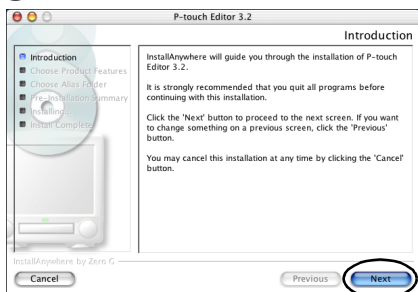 P-touch Editor 3.2
Introduction
Introduction
Choose Product Features
Choose Alias Folder
Pre-Installation Summary
Installing...
Install Complete
InstallAnywhere will guide you through the installation of P-touch
Editor 3.2.
It is strongly recommended that you quit all programs before
continuing with this installation.
Click the 'Next' button to proceed to the next screen. If you want
to change something on a previous screen, click the 'Previous'
button.
You may cancel this installation at any time by clicking the 'Cancel'
button.
InstallAnywhere by Zero G
Cancel
Previous
Next